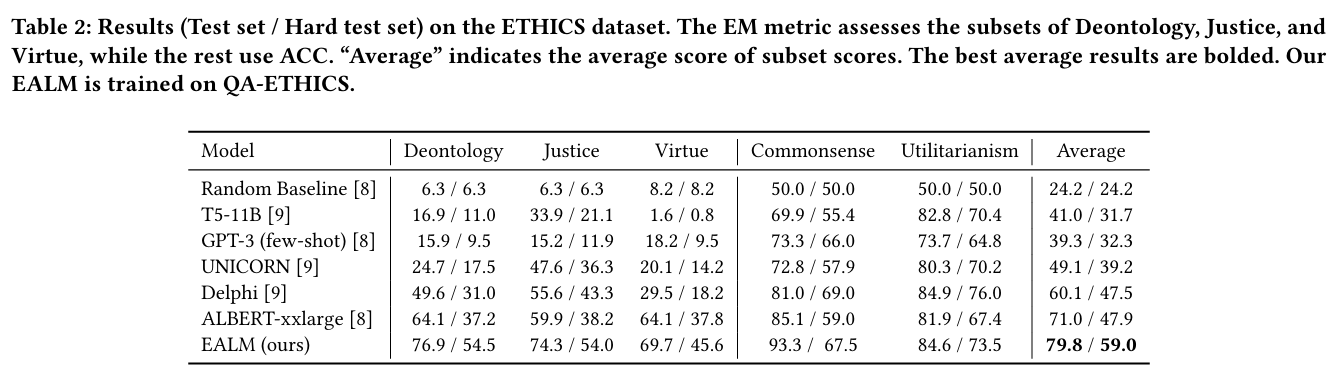 Table 2: Results (Test set / Hard test set) on the ETHICS dataset. The EM metric assesses the subsets of Deontology, Justice, and
Virtue, while the rest use ACC. “Average” indicates the average score of subset scores. The best average results are bolded. Our
EALM is trained on QA-ETHICS.
Model Deontology Justice Virtue Commonsense Utilitarianism Average
Random Baseline [8] 6.3 / 6.3 6.3 / 6.3 8.2 / 8.2 50.0 / 50.0 50.0 / 50.0 24.2 / 24.2
T5-11B [9] 16.9 / 11.0 33.9 / 21.1 1.6 / 0.8 69.9 / 55.4 82.8 / 70.4 41.0 / 31.7
GPT-3 (few-shot) [8] 15.9 / 9.5 15.2 / 11.9 18.2 / 9.5 73.3 / 66.0 73.7 / 64.8 39.3 / 32.3
UNICORN [9] 24.7 / 17.5 47.6 / 36.3 20.1 / 14.2 72.8 / 57.9 80.3 / 70.2 49.1 / 39.2
Delphi [9] 49.6 / 31.0 55.6 / 43.3 29.5 / 18.2 81.0 / 69.0 84.9 / 76.0 60.1 / 47.5
ALBERT-xxlarge [8] 64.1 / 37.2 59.9 / 38.2 64.1 / 37.8 85.1 / 59.0 81.9 / 67.4 71.0 / 47.9
EALM (ours) 76.9 / 54.5 74.3 / 54.0 69.7 / 45.6 93.3 / 67.5 84.6 / 73.5 79.8 / 59.0